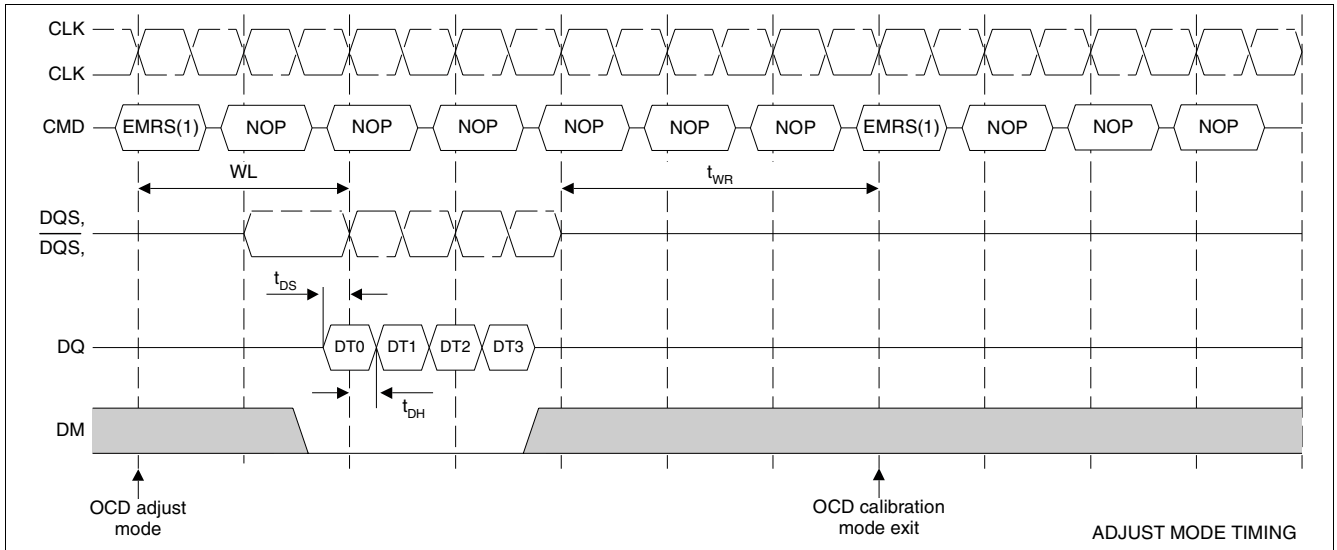 CLK
CLK
CMD
EMRS(1) NOP NOP NOP NOP NOP NOP EMRS(1) NOP NOP NOP
WL
tWR
DQS,
DQS,
tDS
DQ
DT0 DT1 DT2 DT3
tDH
DM
OCD adjust
mode
OCD calibration
mode exit
ADJUST MODE TIMING